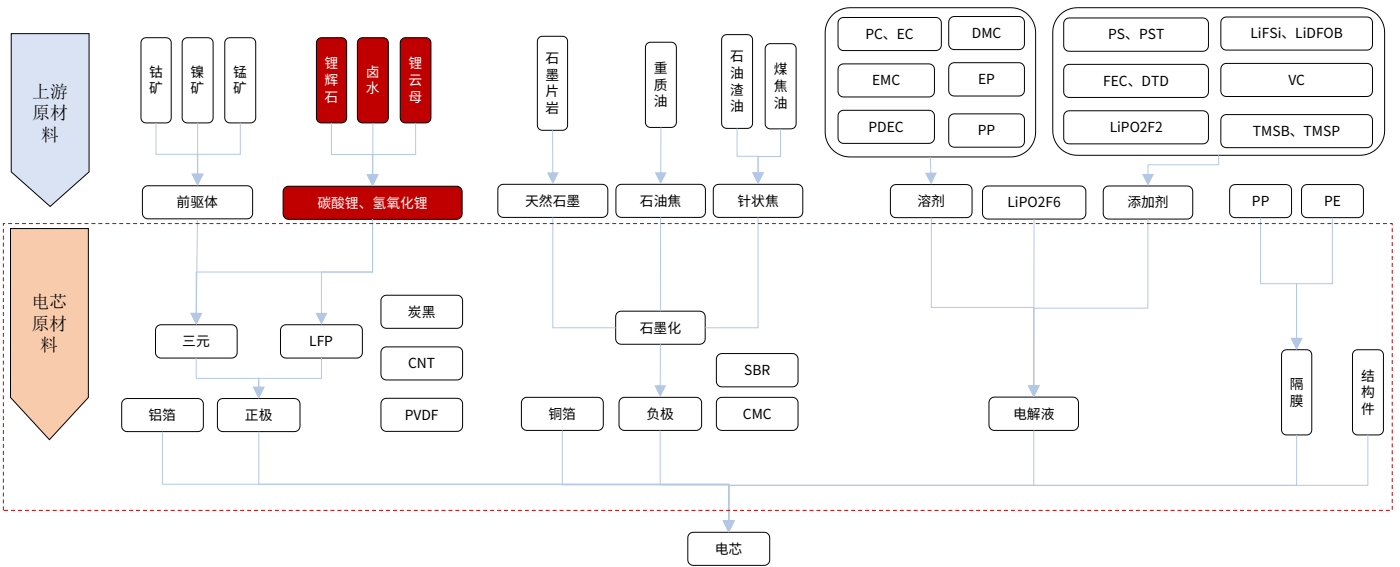 上游
原材
料
钴矿
镍矿
锰矿
锂辉石
卤水
锂云母
石墨片岩
重质油
石油渣油
煤焦油
PC、EC
DMC
EMC
EP
PDEC
PP
PS、PST
LiFSi、LiDFOB
FEC、DTD
VC
LiPO2F2
TMSB、TMSP
前驱体
碳酸锂、氢氧化锂
天然石墨
石油焦
针状焦
溶剂
LiPO2F6
添加剂
PP
PE
电芯
原材
料
三元
LFP
炭黑
CNT
PVDF
铝箔
正极
石墨化
SBR
CMC
铜箔
负极
电解液
隔膜
结构件
电芯